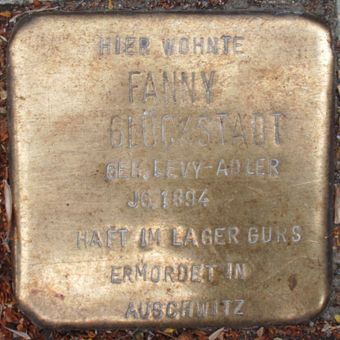 HIER WOHNTE
FANNY
GLÜCKSTADT
GEB. LEVY-ADLER
JG. 1894
HAFT IM LAGER GURS
ERMORDET IN
AUSCHWITZ